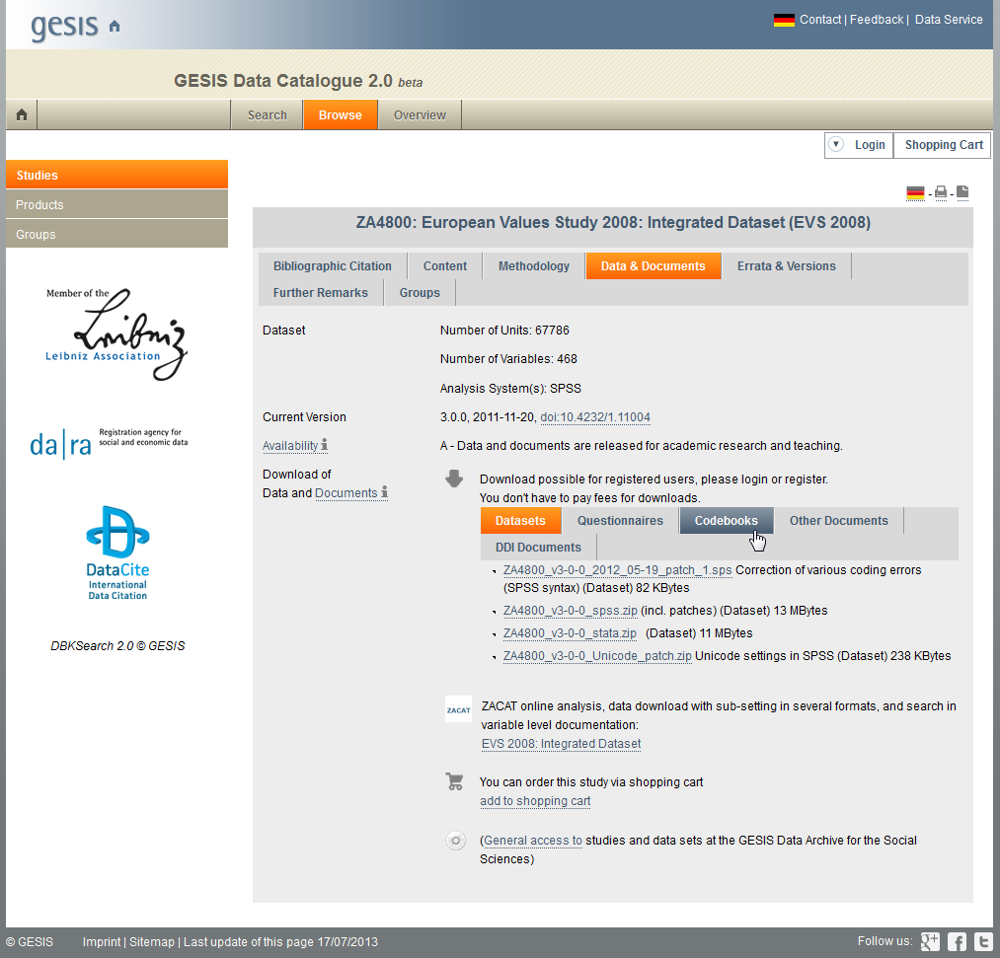 gesis
Contact | Feedback | Data Service
GESIS Data Catalogue 2.0 beta
Search Browse Overview
Login Shopping Cart
Studies
Products
Groups
Member of the
Leibniz
Leibniz Association
da|ra Registration agency for
social and economic data
DataCite
International
Data Citation
DBKSearch 2.0 © GESIS
- -
ZA4800: European Values Study 2008: Integrated Dataset (EVS 2008)
Bibliographic Citation Content Methodology Data & Documents Errata & Versions
Further Remarks Groups
Dataset Number of Units: 67786
Number of Variables: 468
Analysis System(s): SPSS
Current Version 3.0.0, 2011-11-20, doi:10.4232/1.11004
Availability i A - Data and documents are released for academic research and teaching.
Download of
Data and Documents i
Download possible for registered users, please login or register.
You don't have to pay fees for downloads.
Datasets Questionnaires Codebooks Other Documents
DDI Documents
ZA4800_v3-0-0_2012_05-19_patch_1.sps Correction of various coding errors
(SPSS syntax) (Dataset) 82 KBytes
ZA4800_v3-0-0_spss.zip (incl. patches) (Dataset) 13 MBytes
ZA4800_v3-0-0_stata.zip (Dataset) 11 MBytes
ZA4800_v3-0-0_Unicode_patch.zip Unicode settings in SPSS (Dataset) 238 KBytes
ZACAT ZACAT online analysis, data download with sub-setting in several formats, and search in
variable level documentation:
EVS 2008: Integrated Dataset
You can order this study via shopping cart
add to shopping cart
(General access to studies and data sets at the GESIS Data Archive for the Social
Sciences)
© GESIS Imprint | Sitemap | Last update of this page 17/07/2013
Follow us: g+ f t